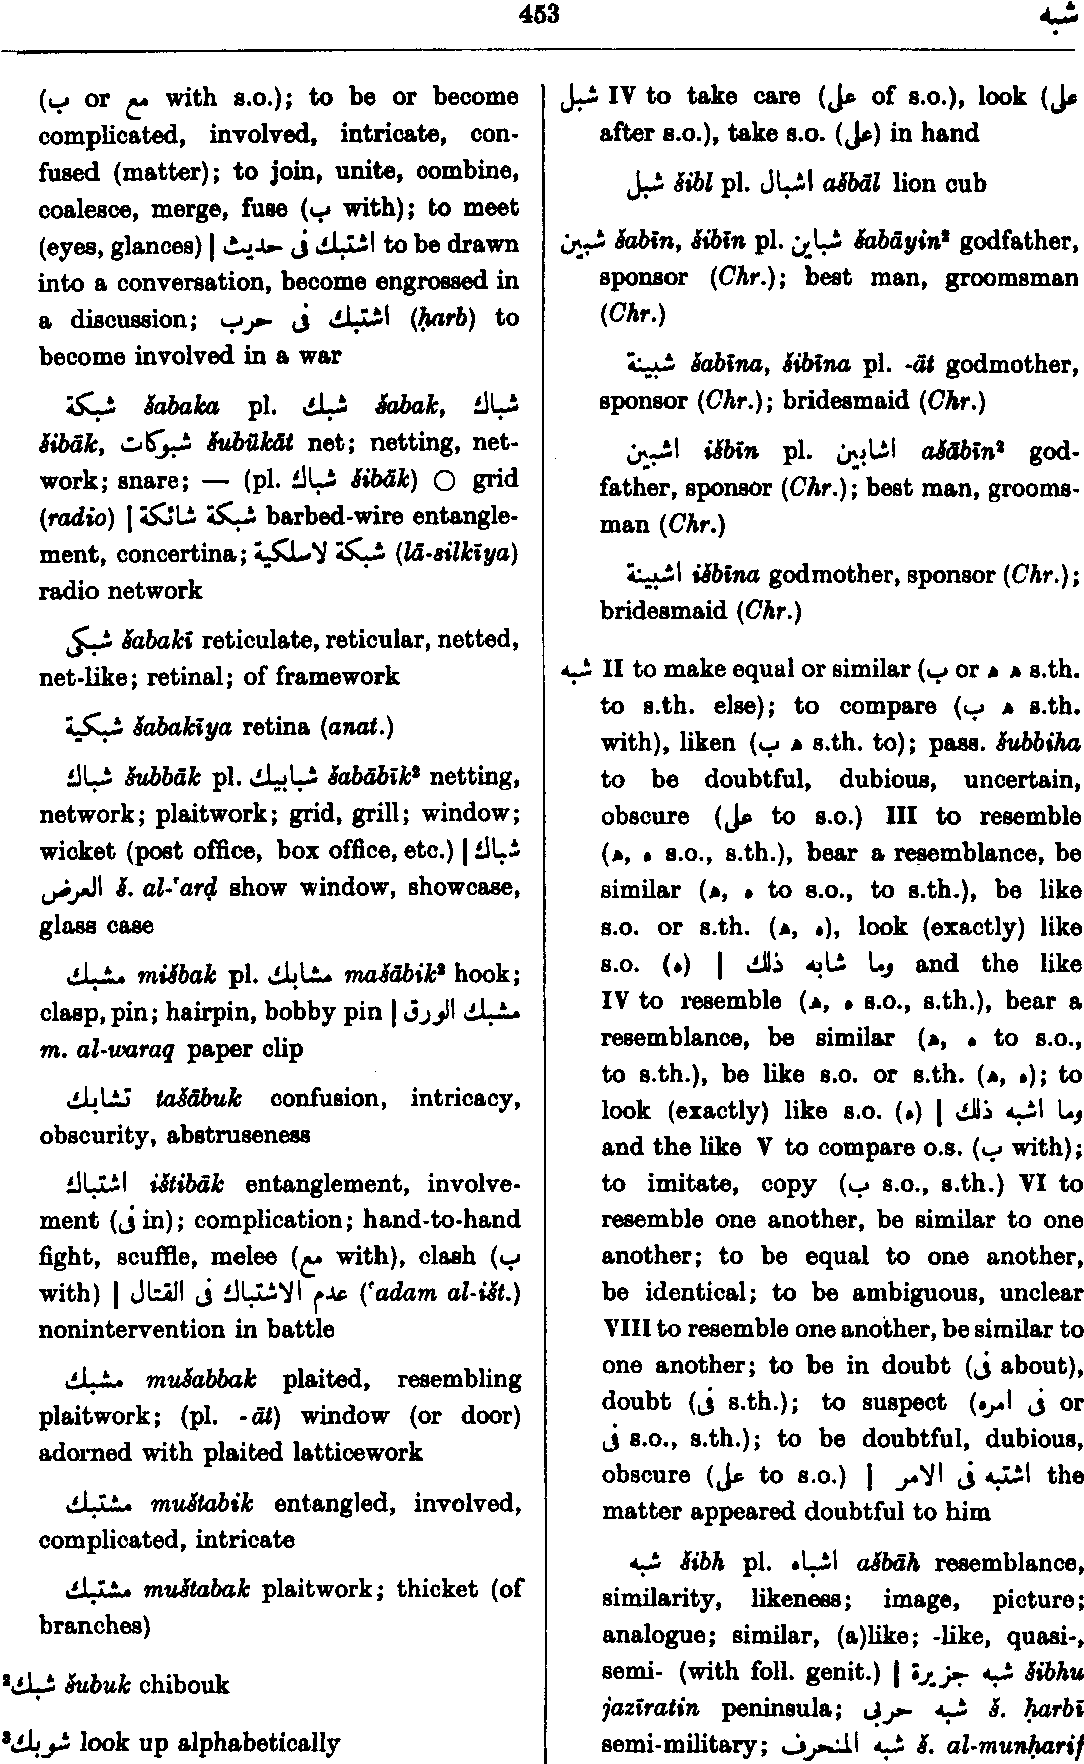 453
شبه
(ب or مع with s.o.); to be or become
complicated, involved, intricate, con-
fused (matter); to join, unite, combine,
coalesce, merge, fuse (ب with); to meet
(eyes, glances) | اشتبك فى حديث to be drawn
into a conversation, become engrossed in
a discussion; اشتبك فى حرب (ḥarb) to
become involved in a war
شبكة šabaka pl. شبك šabak, شباك
šibāk, شبوكات šubūkāt net; netting, net-
work; snare; — (pl. شباك šibāk) ○ grid
(radio) | شبكة شائكة barbed-wire entangle-
ment, concertina; شبكة لاسلكية (lā-silkīya)
radio network
شبكى šabakī reticulate, reticular, netted,
net-like; retinal; of framework
شبكية šabakīya retina (anat.)
شباك šubbāk pl. شبابيك šabābīk² netting,
network; plaitwork; grid, grill; window;
wicket (post office, box office, etc.) | شباك
العرض š. al-ʽarḍ show window, showcase,
glass case
مشبك mišbak pl. مشابك mašābik² hook;
clasp, pin; hairpin, bobby pin | مشبك الورق
m. al-waraq paper clip
تشابك tašābuk confusion, intricacy,
obscurity, abstruseness
اشتباك ištibāk entanglement, involve-
ment (فى in); complication; hand-to-hand
fight, scuffle, melee (مع with), clash (ب
with) | عدم الاشتباك فى القتال (ʽadam al-išt.)
nonintervention in battle
مشبك mušabbak plaited, resembling
plaitwork; (pl. -āt) window (or door)
adorned with plaited latticework
مشتبك muštabik entangled, involved,
complicated, intricate
مشتبك muštabak plaitwork; thicket (of
branches)
²شبك šubuk chibouk
³شوبك look up alphabetically
شبل IV to take care (على of s.o.), look (على
after s.o.), take s.o. (على) in hand
شبل šibl pl. اشبال ašbāl lion cub
شبين šabīn, šibīn pl. شباين šabāyin² godfather,
sponsor (Chr.); best man, groomsman
(Chr.)
شبينة šabīna, šibīna pl. -āt godmother,
sponsor (Chr.); bridesmaid (Chr.)
اشبين išbīn pl. اشابين ašābīn² god-
father, sponsor (Chr.); best man, grooms-
man (Chr.)
اشبينة išbīna godmother, sponsor (Chr.);
bridesmaid (Chr.)
شبه II to make equal or similar (ب or ه ه s.th.
to s.th. else); to compare (ب ه s.th.
with), liken (ب ه s.th. to); pass. šubbiha
to be doubtful, dubious, uncertain,
obscure (على to s.o.) III to resemble
(ه, ه s.o., s.th.), bear a resemblance, be
similar (ه, ه to s.o., to s.th.), be like
s.o. or s.th. (ه, ه), look (exactly) like
s.o. (ه) | وما شابه ذلك and the like
IV to resemble (ه, ه s.o., s.th.), bear a
resemblance, be similar (ه, ه to s.o.,
to s.th.), be like s.o. or s.th. (ه, ه); to
look (exactly) like s.o. (ه) | وما اشبه ذلك
and the like V to compare o.s. (ب with);
to imitate, copy (ب s.o., s.th.) VI to
resemble one another, be similar to one
another; to be equal to one another,
be identical; to be ambiguous, unclear
VIII to resemble one another, be similar to
one another; to be in doubt (فى about),
doubt (فى s.th.); to suspect (فى امره or
فى s.o., s.th.); to be doubtful, dubious,
obscure (على to s.o.) | اشتبه فى الامر the
matter appeared doubtful to him
شبه šibh pl. اشباه ašbāh resemblance,
similarity, likeness; image, picture;
analogue; similar, (a)like; -like, quasi-,
semi- (with foll. genit.) | شبه جزيرة šibhu
jazīratin peninsula; شبه حربى š. ḥarbī
semi-military; شبه المنحرف š. al-munḥarif